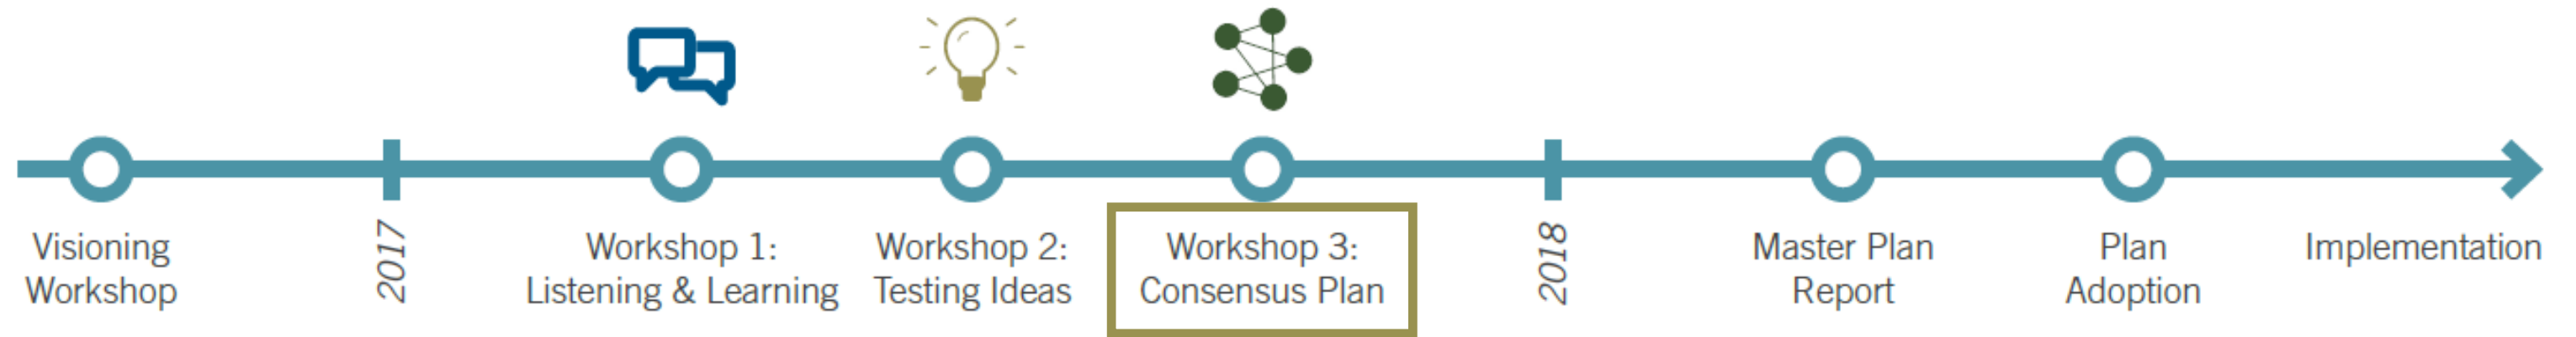 Visioning
Workshop
2017
Workshop 1:
Listening & Learning
Workshop 2:
Testing Ideas
Workshop 3:
Consensus Plan
2018
Master Plan
Report
Plan
Adoption
Implementation